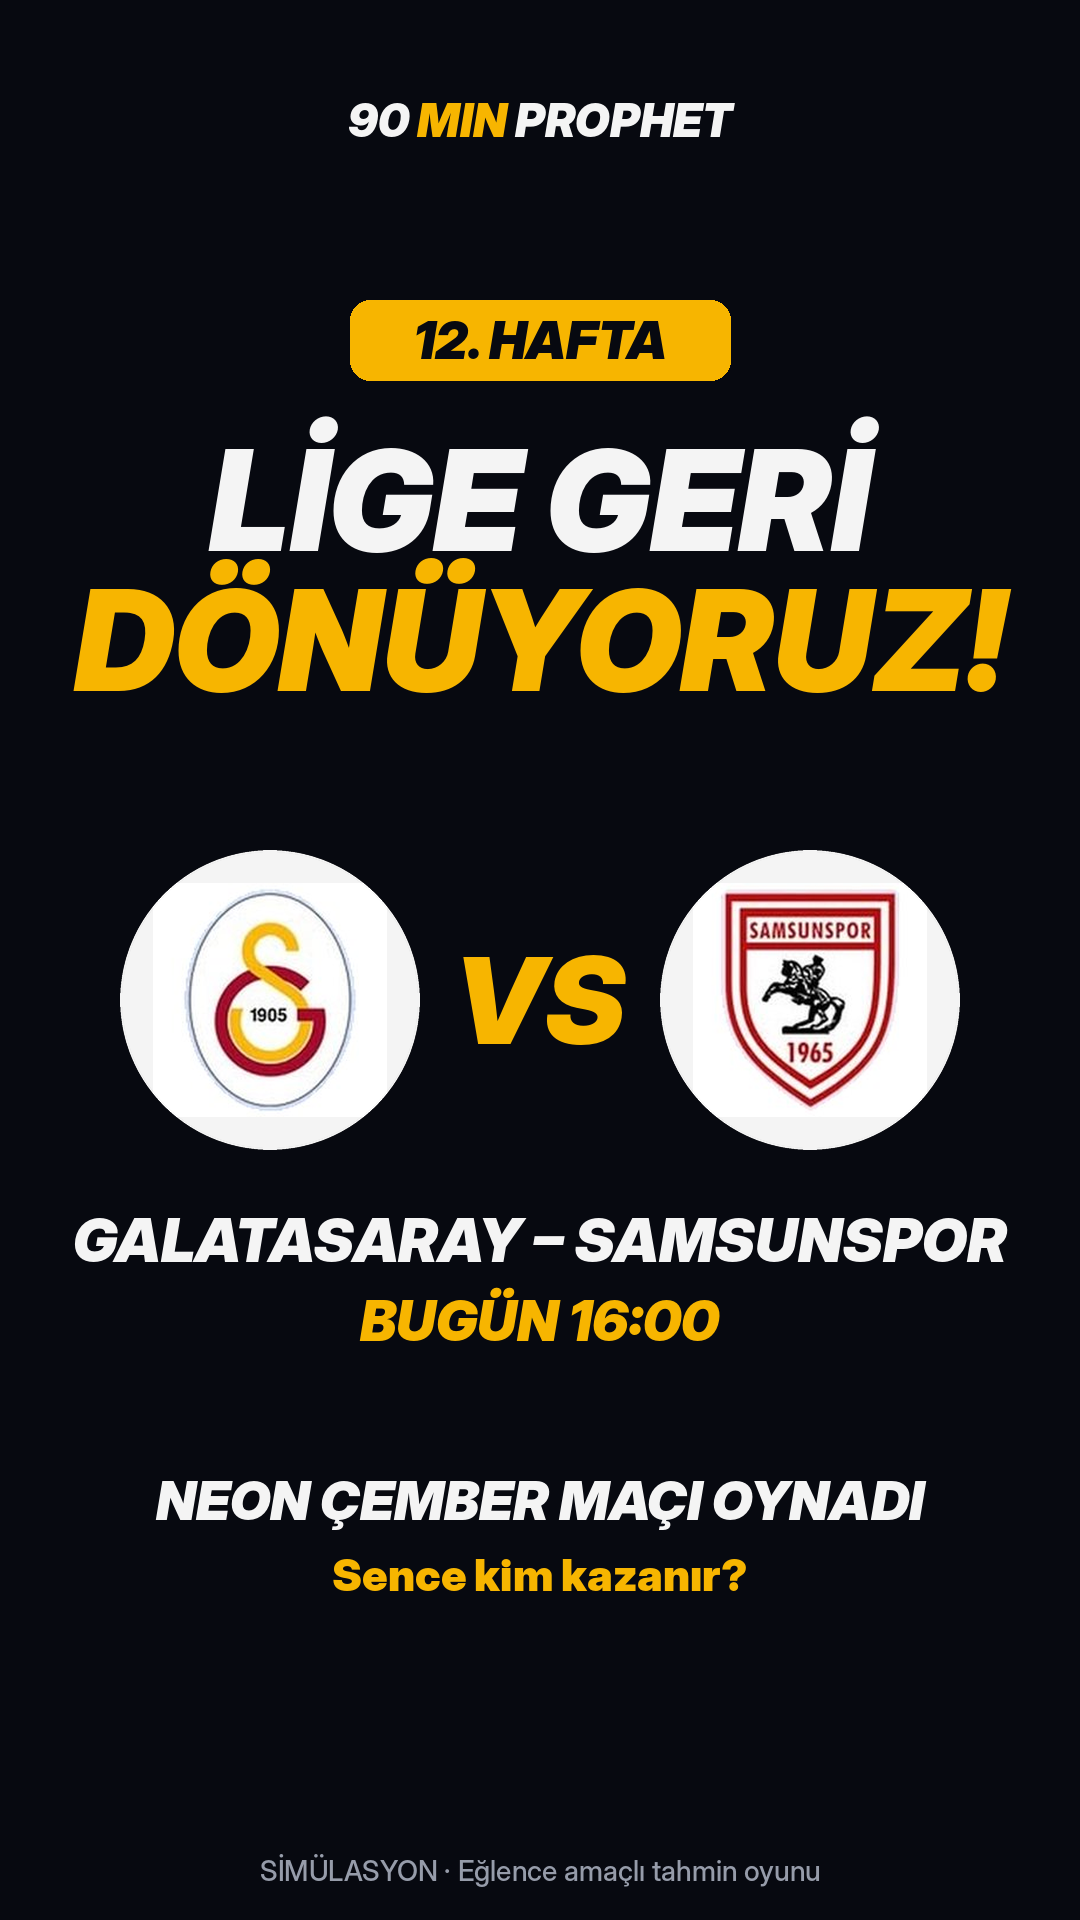 90 MIN PROPHET
12. HAFTA
LİGE GERİ
DÖNÜYORUZ!
1905
VS
SAMSUNSPOR
1965
GALATASARAY – SAMSUNSPOR
BUGÜN 16:00
NEON ÇEMBER MAÇI OYNADI
Sence kim kazanır?
SİMÜLASYON · Eğlence amaçlı tahmin oyunu